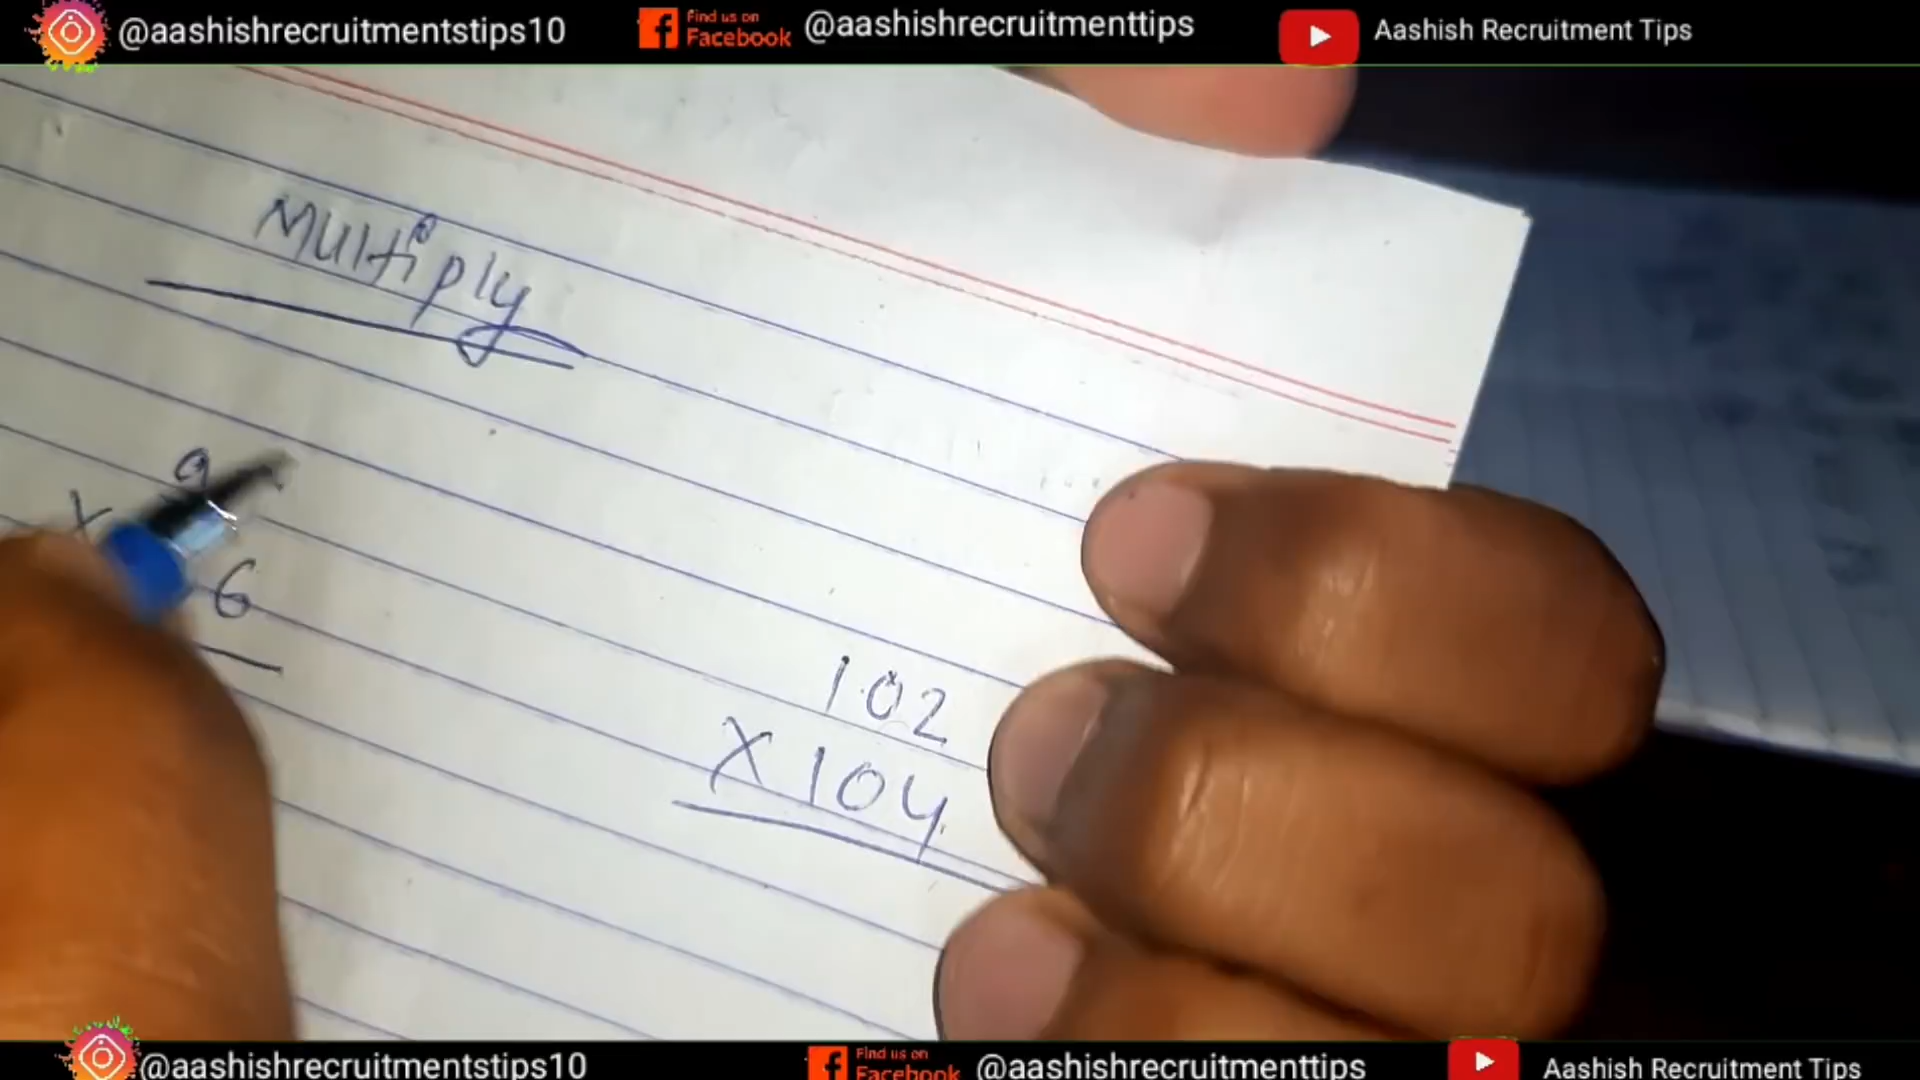 @aashishrecruitmentstips10 Find us on Facebook @aashishrecruitmenttips Aashish Recruitment Tips
Multiply
9
X 6
102
X 104
@aashishrecruitmentstips10 Find us on Facebook @aashishrecruitmenttips Aashish Recruitment Tips